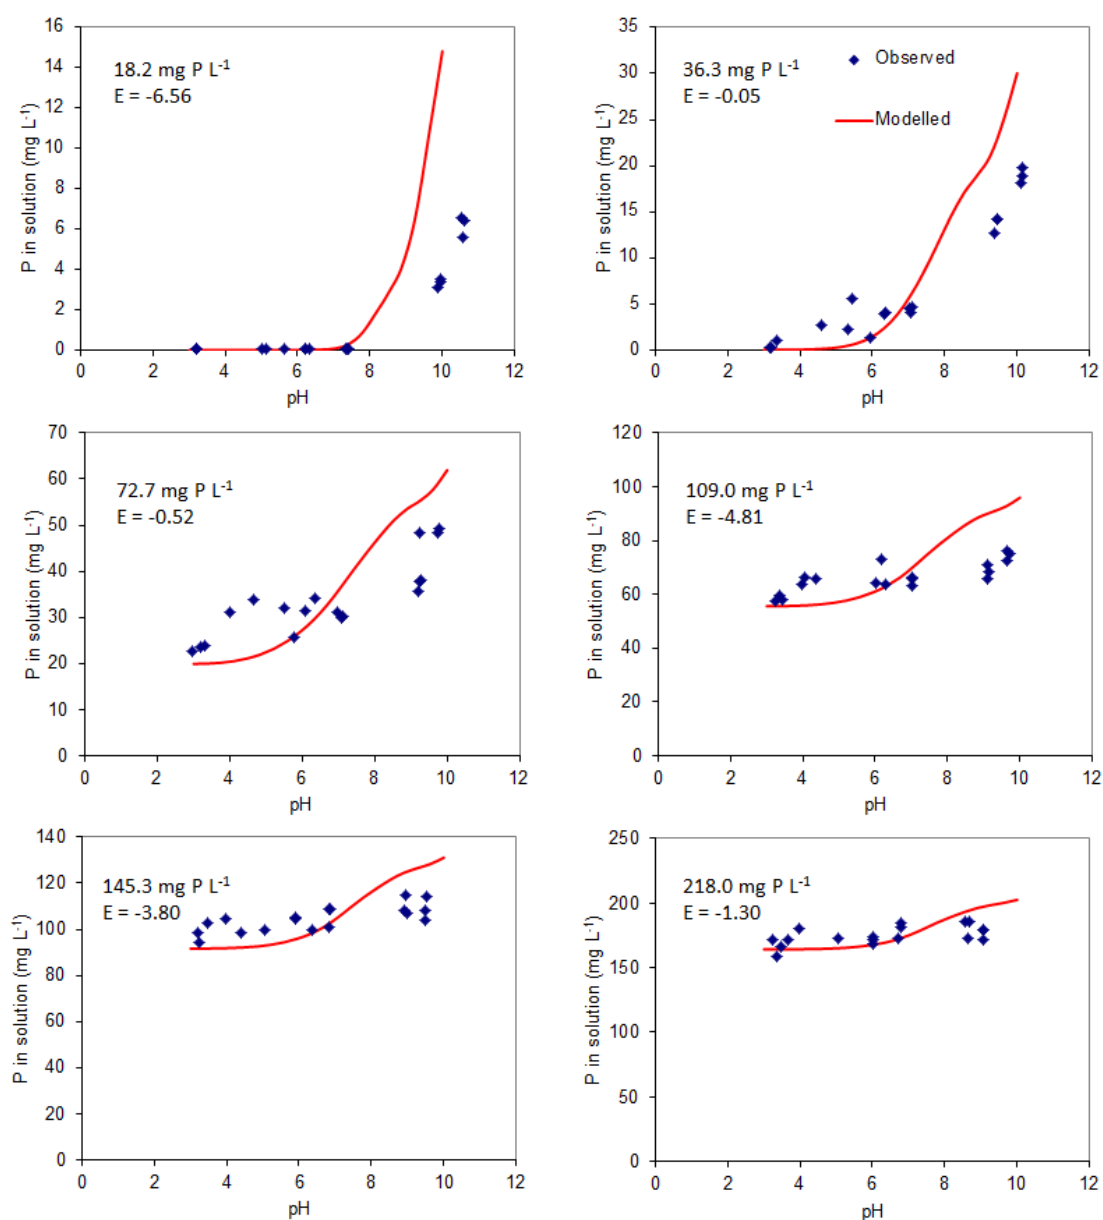 16
14
12
10
8
6
4
2
0
P in solution (mg L-1)
18.2 mg P L-1
E = -6.56
0 2 4 6 8 10 12
pH
35
30
25
20
15
10
5
0
P in solution (mg L-1)
36.3 mg P L-1
E = -0.05
Observed
Modelled
0 2 4 6 8 10 12
pH
70
60
50
40
30
20
10
0
P in solution (mg L-1)
72.7 mg P L-1
E = -0.52
0 2 4 6 8 10 12
pH
120
100
80
60
40
20
0
P in solution (mg L-1)
109.0 mg P L-1
E = -4.81
0 2 4 6 8 10 12
pH
140
120
100
80
60
40
20
0
P in solution (mg L-1)
145.3 mg P L-1
E = -3.80
0 2 4 6 8 10 12
pH
250
200
150
100
50
0
P in solution (mg L-1)
218.0 mg P L-1
E = -1.30
0 2 4 6 8 10 12
pH